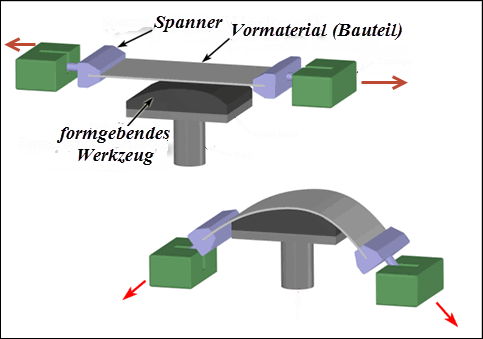 Spanner
Vormaterial (Bauteil)
formgebendes
Werkzeug